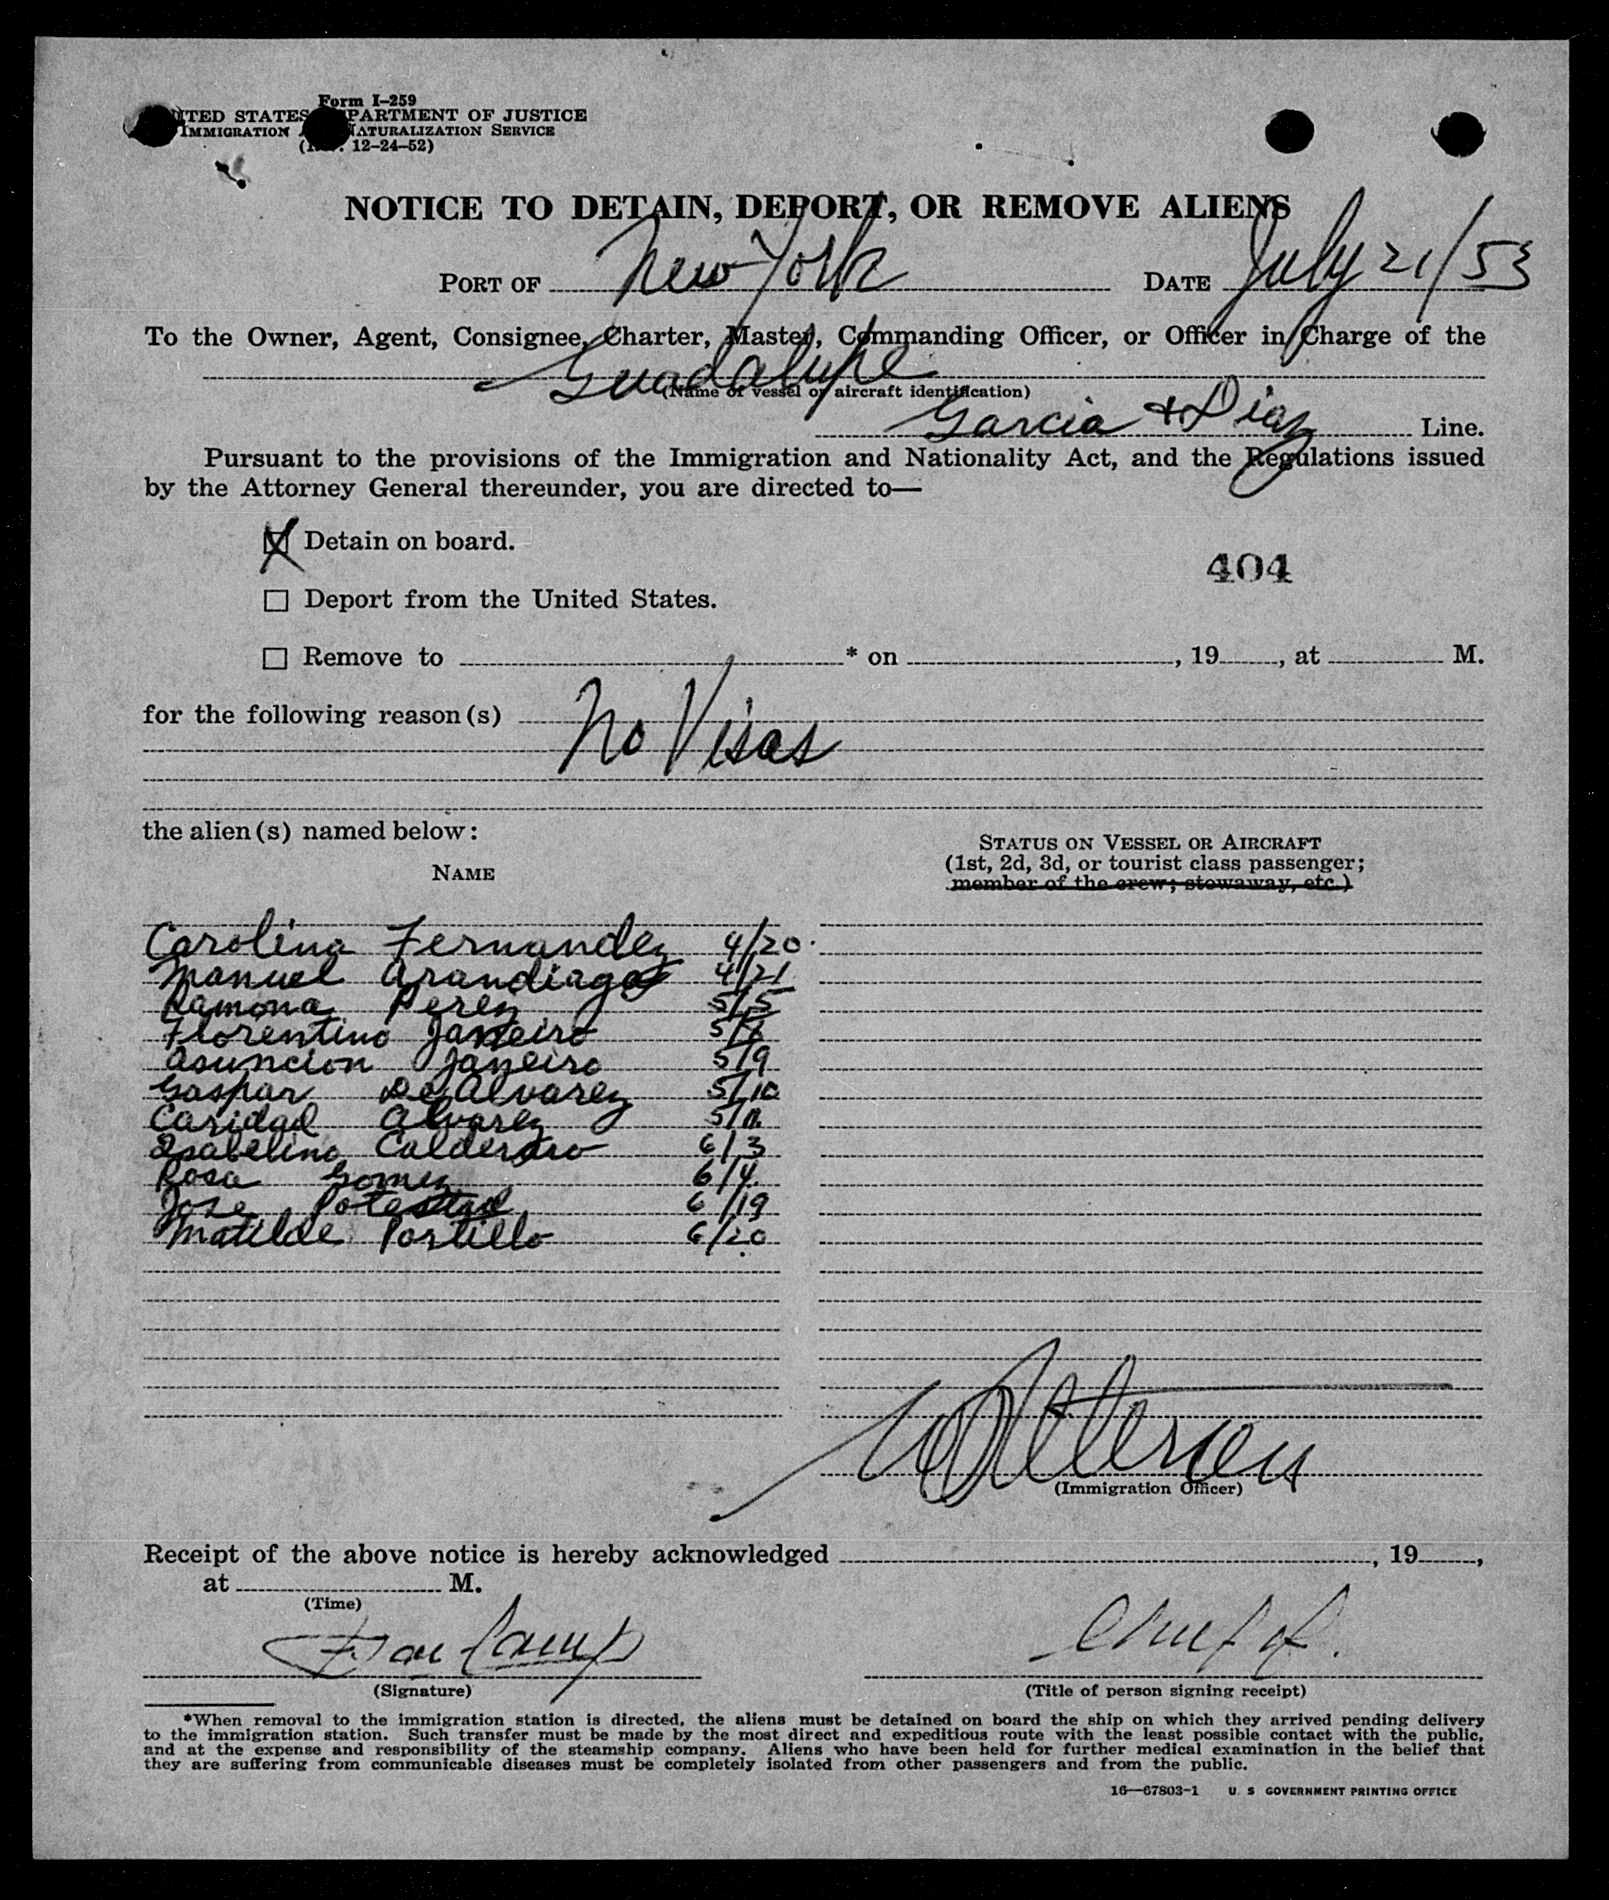 Form I-259
UNITED STATES DEPARTMENT OF JUSTICE
IMMIGRATION AND NATURALIZATION SERVICE
(Rev. 12-24-52)
NOTICE TO DETAIN, DEPORT, OR REMOVE ALIENS
PORT OF New York DATE July 21/53
To the Owner, Agent, Consignee, Charter, Master, Commanding Officer, or Officer in Charge of the
Guadalupe
(Name of vessel or aircraft identification)
Garcia + Diaz Line.
Pursuant to the provisions of the Immigration and Nationality Act, and the Regulations issued
by the Attorney General thereunder, you are directed to—
X Detain on board.
404
☐ Deport from the United States.
☐ Remove to * on , 19 , at M.
for the following reason(s) No Visas
the alien(s) named below:
NAME
STATUS ON VESSEL OR AIRCRAFT
(1st, 2d, 3d, or tourist class passenger;
member of the crew; stowaway, etc.)
Carolina Fernandez 4/20
Manuel Arandiaga 4/21
Ramona Perez 5/5
Florentino Janeiro 5/6
Asuncion Janeiro 5/9
Gaspar De Alvarez 5/10
Caridad Alvarez 5/11
Isabelino Calderoso 6/3
Rosa Gomez 6/4
Jose Potestad 6/19
Matilde Portillo 6/20
(Immigration Officer)
Receipt of the above notice is hereby acknowledged , 19 ,
at M.
(Time)
(Signature)
(Title of person signing receipt)
*When removal to the immigration station is directed, the aliens must be detained on board the ship on which they arrived pending delivery
to the immigration station. Such transfer must be made by the most direct and expeditious route with the least possible contact with the public,
and at the expense and responsibility of the steamship company. Aliens who have been held for further medical examination in the belief that
they are suffering from communicable diseases must be completely isolated from other passengers and from the public.
16—67803-1 U. S GOVERNMENT PRINTING OFFICE